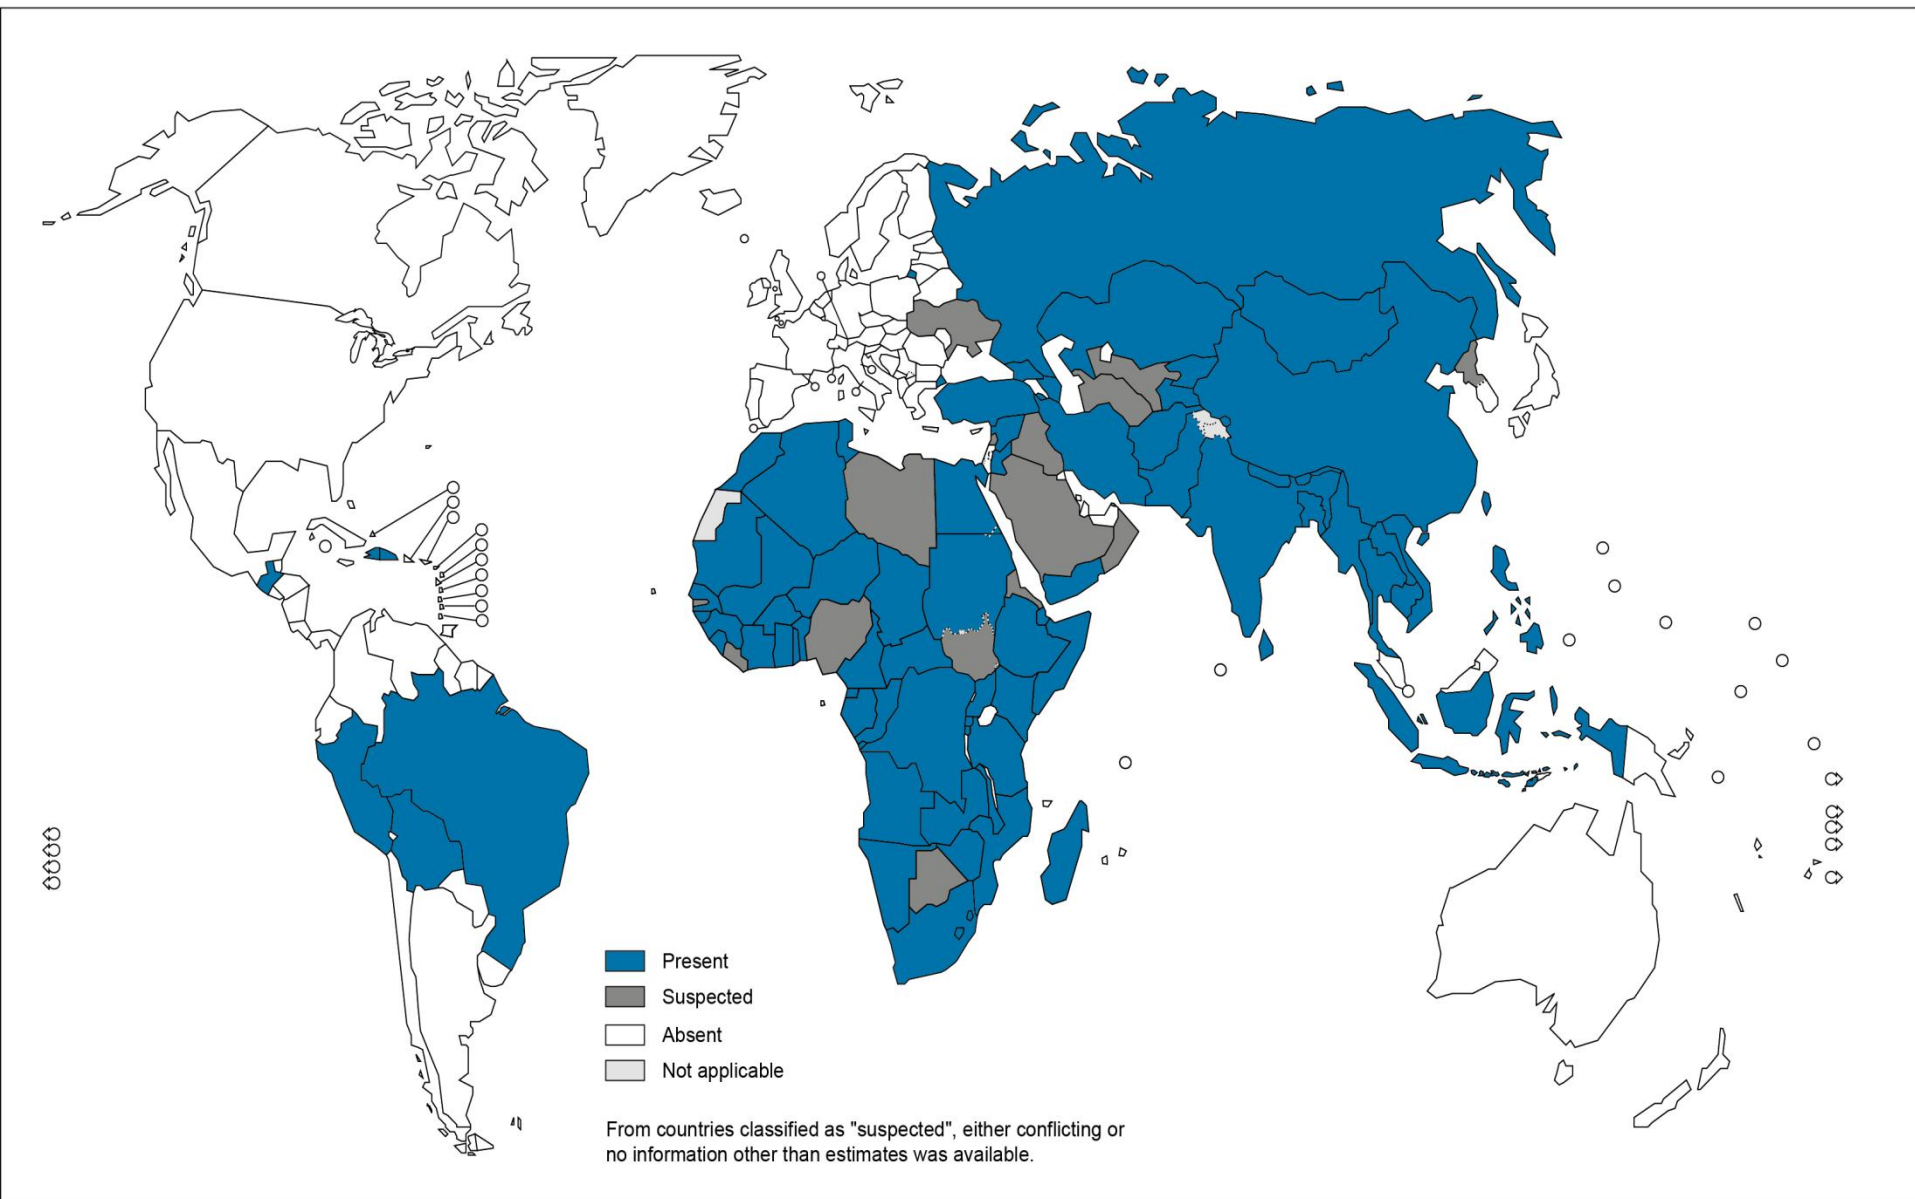 Present
Suspected
Absent
Not applicable
From countries classified as "suspected", either conflicting or
no information other than estimates was available.